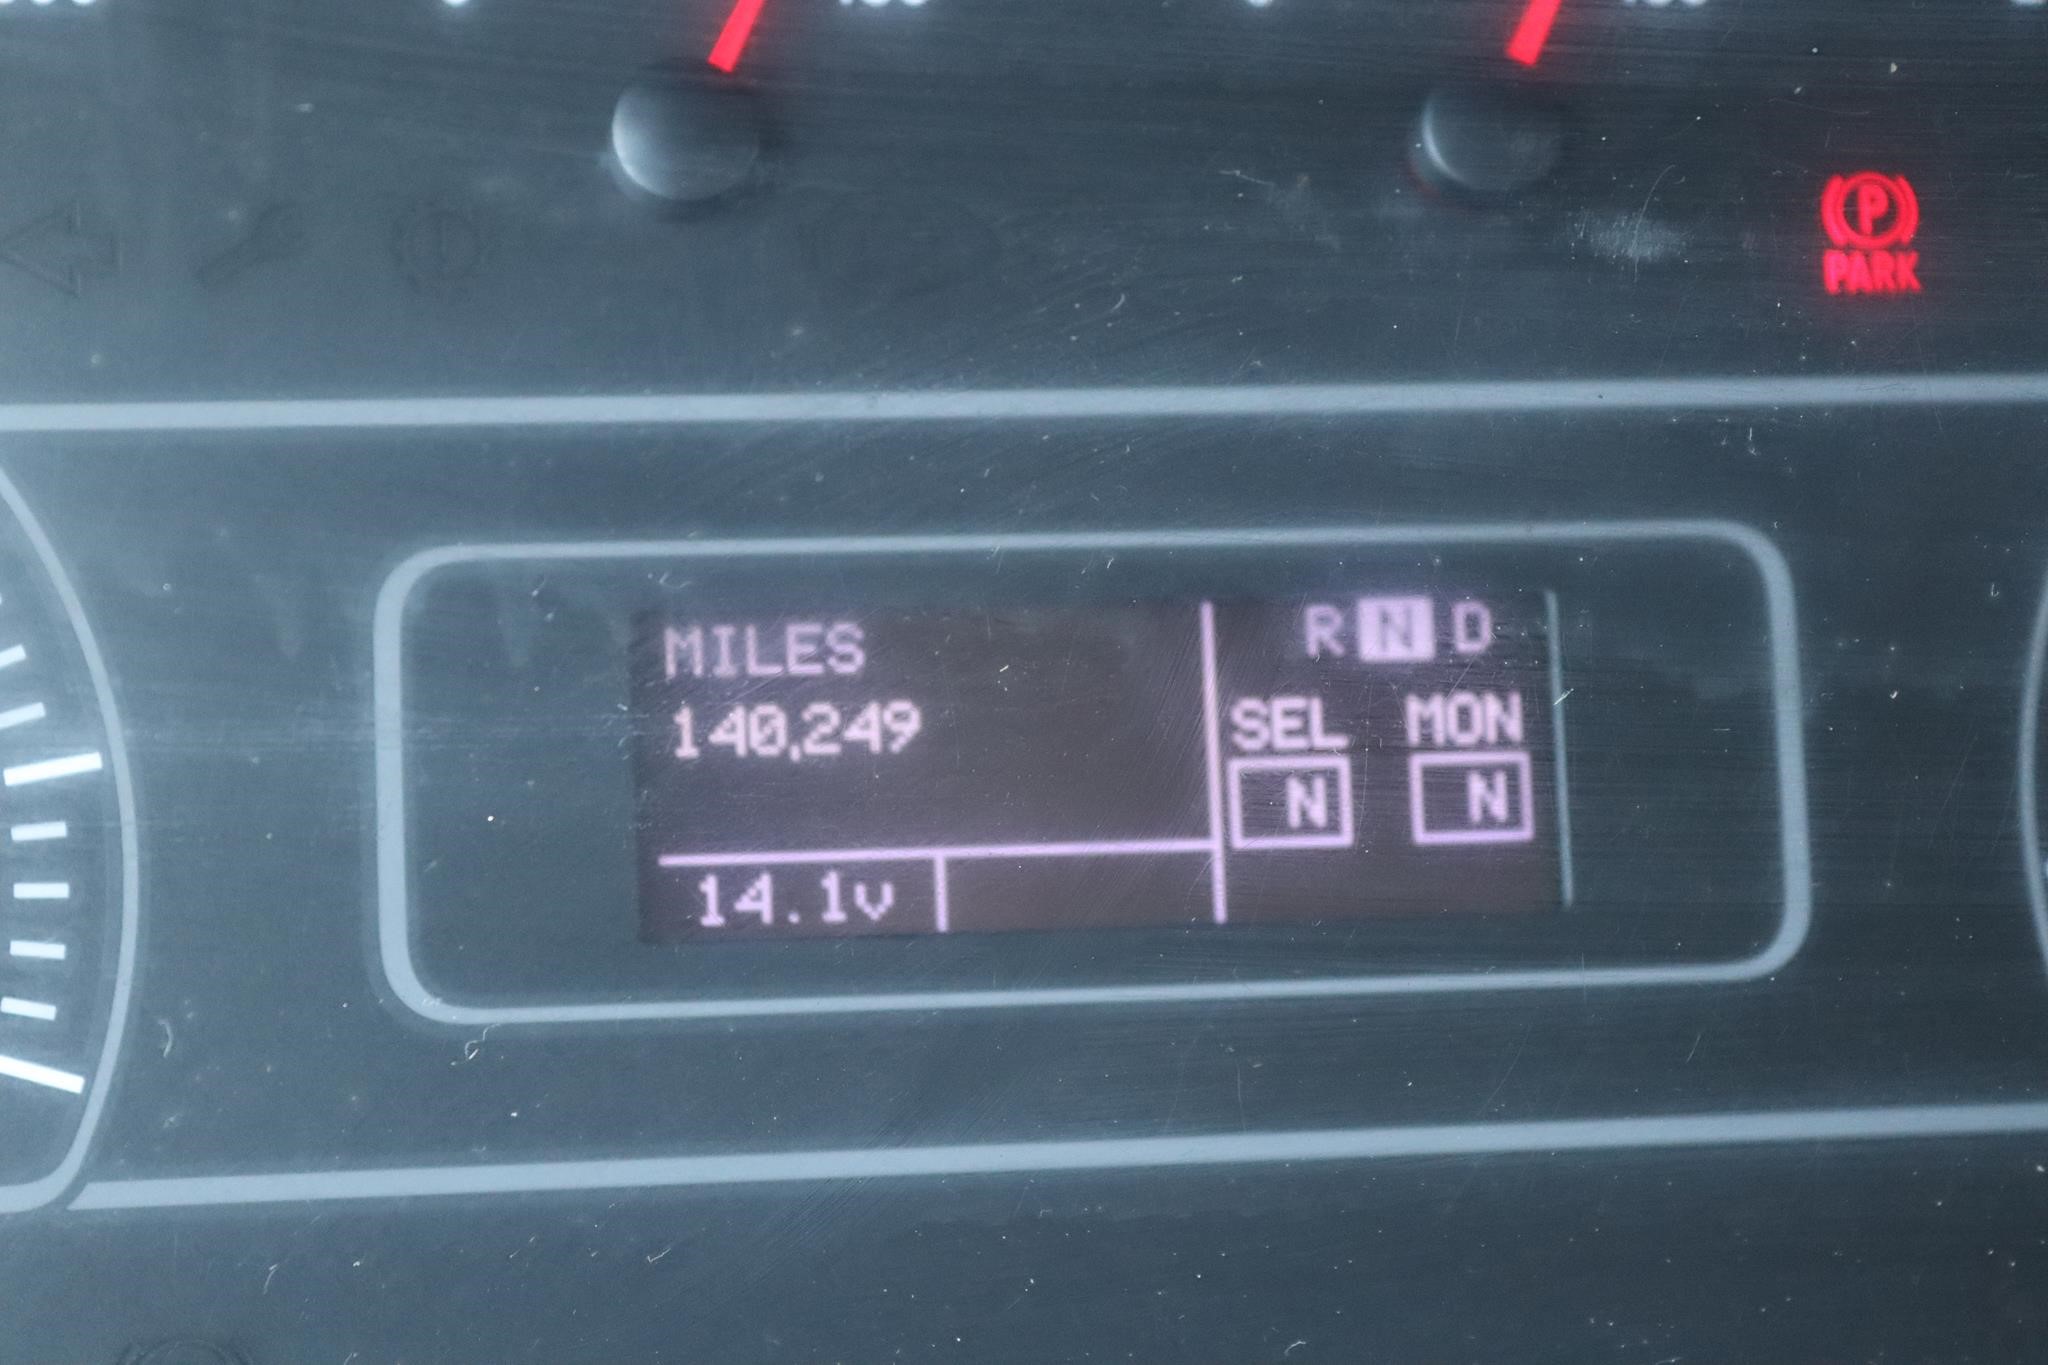 P
PARK
MILES
140,249
14.1v
R N D
SEL MON
N N